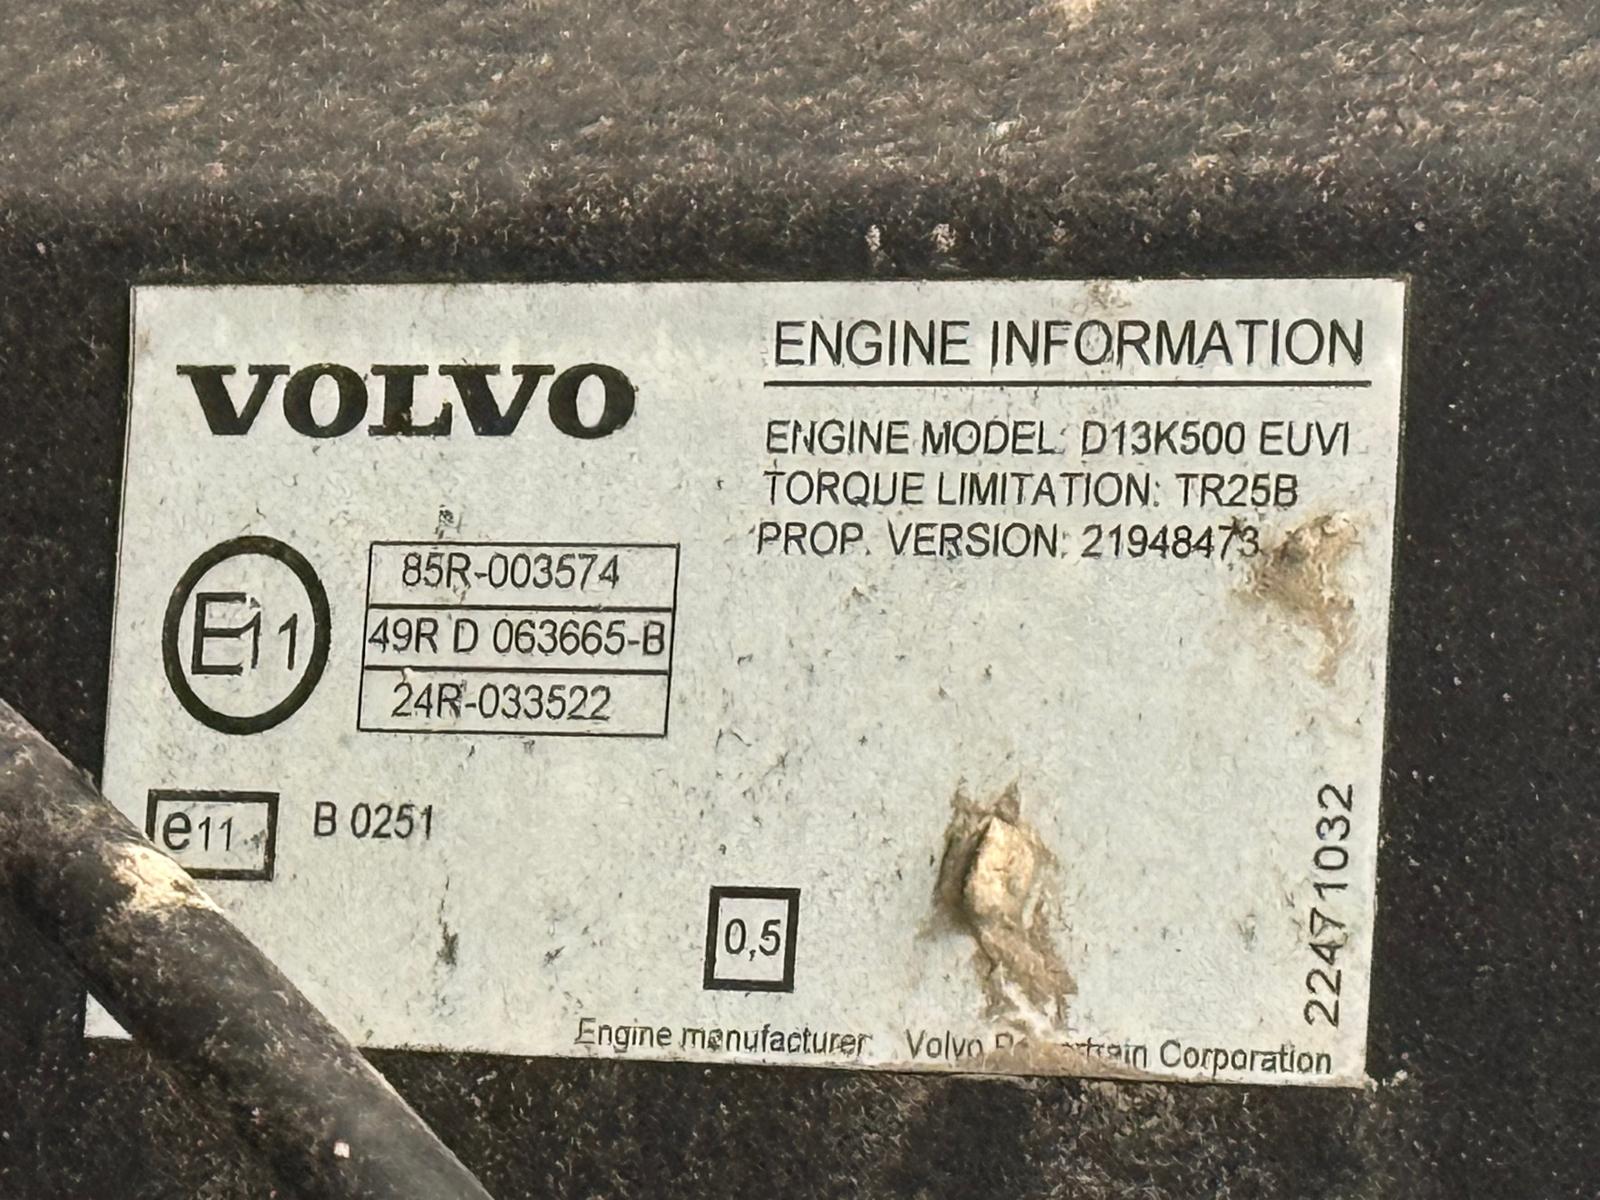 VOLVO
ENGINE INFORMATION
ENGINE MODEL: D13K500 EUVI
TORQUE LIMITATION: TR25B
PROP. VERSION: 21948473
E11
85R-003574
49R D 063665-B
24R-033522
e11 B 0251
0,5
22471032
Engine manufacturer Volvo Corporation